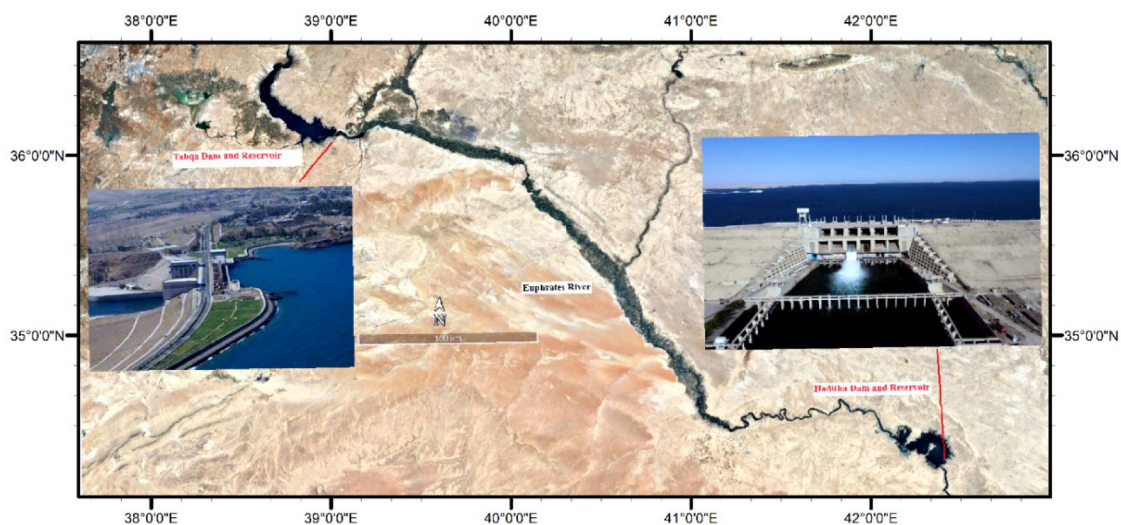 38°0'0"E 39°0'0"E 40°0'0"E 41°0'0"E 42°0'0"E
36°0'0"N 36°0'0"N
Tabqa Dam and Reservoir
Euphrates River
N
100 km
35°0'0"N 35°0'0"N
Haditha Dam and Reservoir
38°0'0"E 39°0'0"E 40°0'0"E 41°0'0"E 42°0'0"E